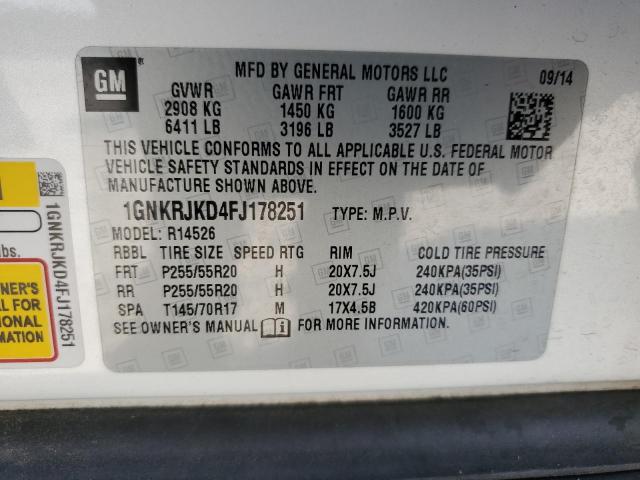 GM
MFD BY GENERAL MOTORS LLC 09/14
GVWR GAWR FRT GAWR RR
2908 KG 1450 KG 1600 KG
6411 LB 3196 LB 3527 LB
THIS VEHICLE CONFORMS TO ALL APPLICABLE U.S. FEDERAL MOTOR
VEHICLE SAFETY STANDARDS IN EFFECT ON THE DATE OF
MANUFACTURE SHOWN ABOVE.
1GNKRJKD4FJ178251 TYPE: M.P.V.
MODEL: R14526
RBBL TIRE SIZE SPEED RTG RIM COLD TIRE PRESSURE
FRT P255/55R20 H 20X7.5J 240KPA(35PSI)
RR P255/55R20 H 20X7.5J 240KPA(35PSI)
SPA T145/70R17 M 17X4.5B 420KPA(60PSI)
SEE OWNER'S MANUAL FOR MORE INFORMATION.
1GNKRJKD4FJ178251
lbs.
FOR